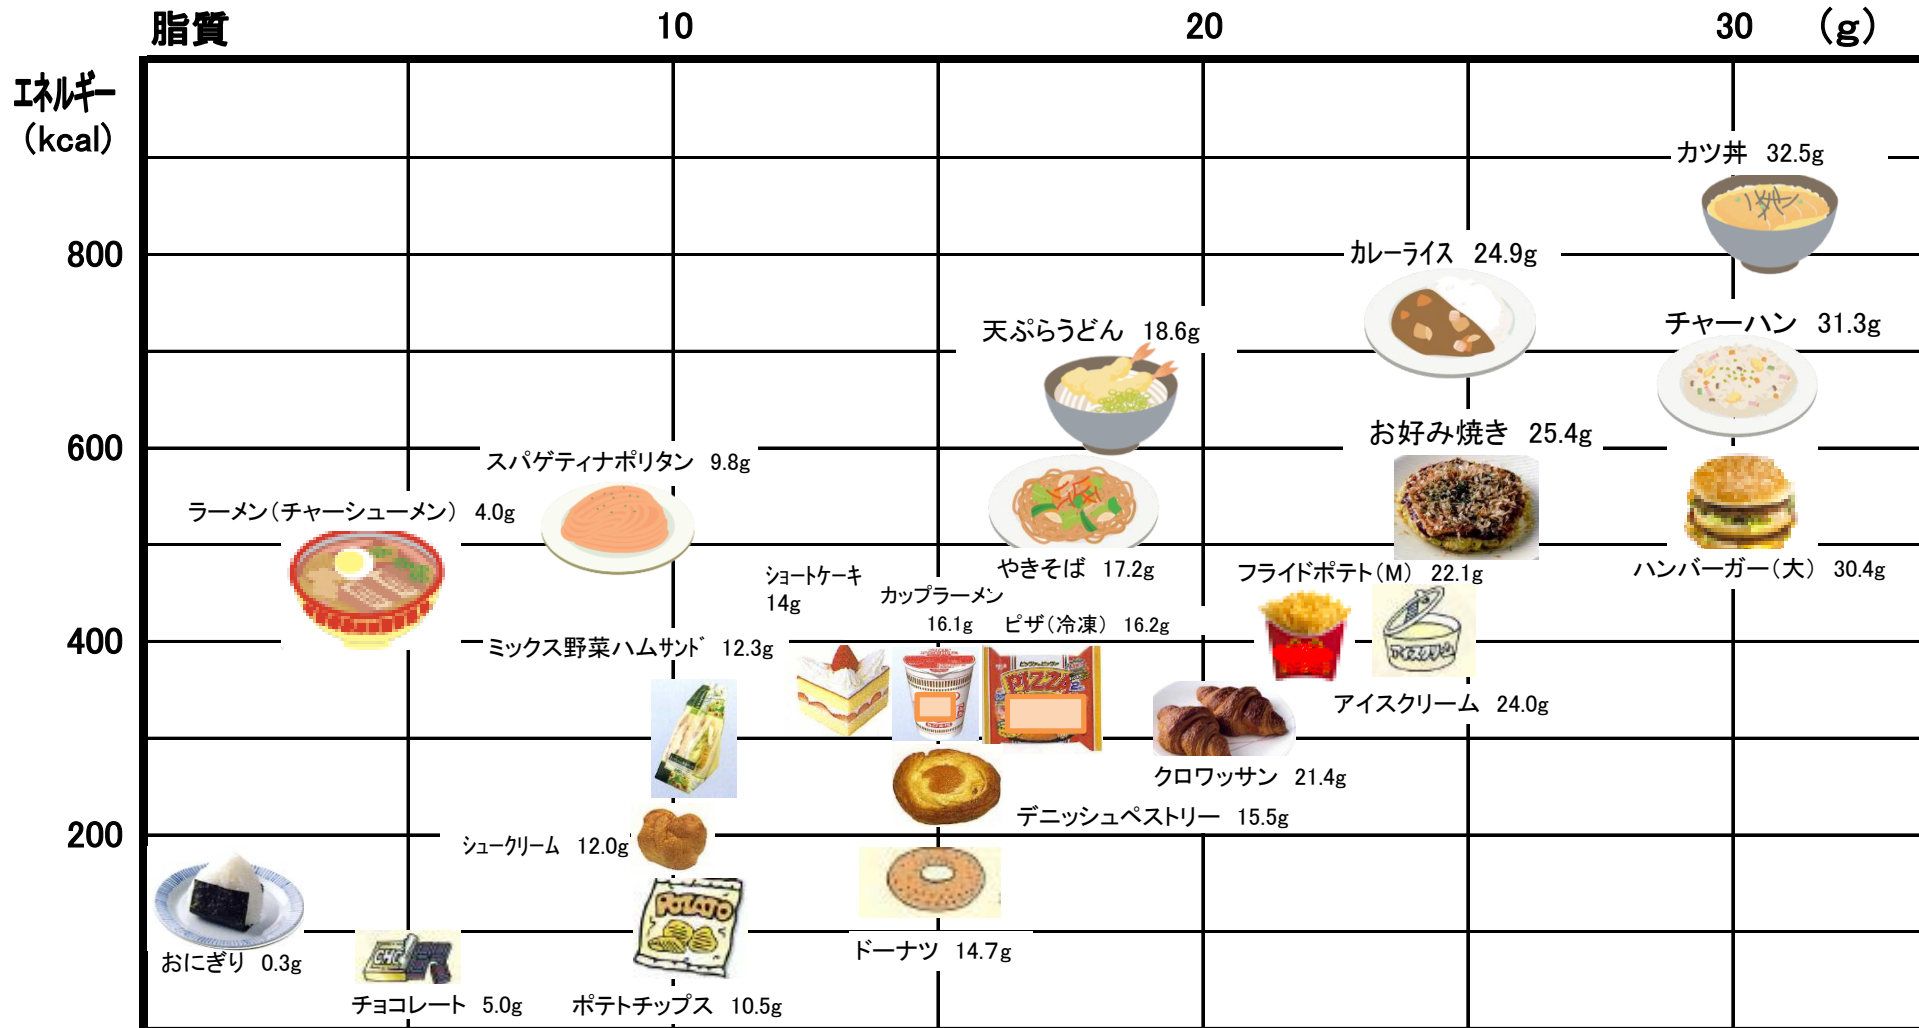 脂質 10 20 30 (g)
エネルギー
(kcal)
カツ丼 32.5g
800
カレーライス 24.9g
天ぷらうどん 18.6g
チャーハン 31.3g
お好み焼き 25.4g
600
スパゲティナポリタン 9.8g
ラーメン（チャーシューメン） 4.0g
やきそば 17.2g
フライドポテト（M） 22.1g
ハンバーガー（大） 30.4g
ショートケーキ
14g
カップラーメン
16.1g
ピザ（冷凍） 16.2g
400
ミックス野菜ハムサンド 12.3g
アイスクリーム
PIZZA
アイスクリーム 24.0g
クロワッサン 21.4g
デニッシュペストリー 15.5g
200
シュークリーム 12.0g
POTATO
おにぎり 0.3g
CHC
ドーナツ 14.7g
チョコレート 5.0g
ポテトチップス 10.5g